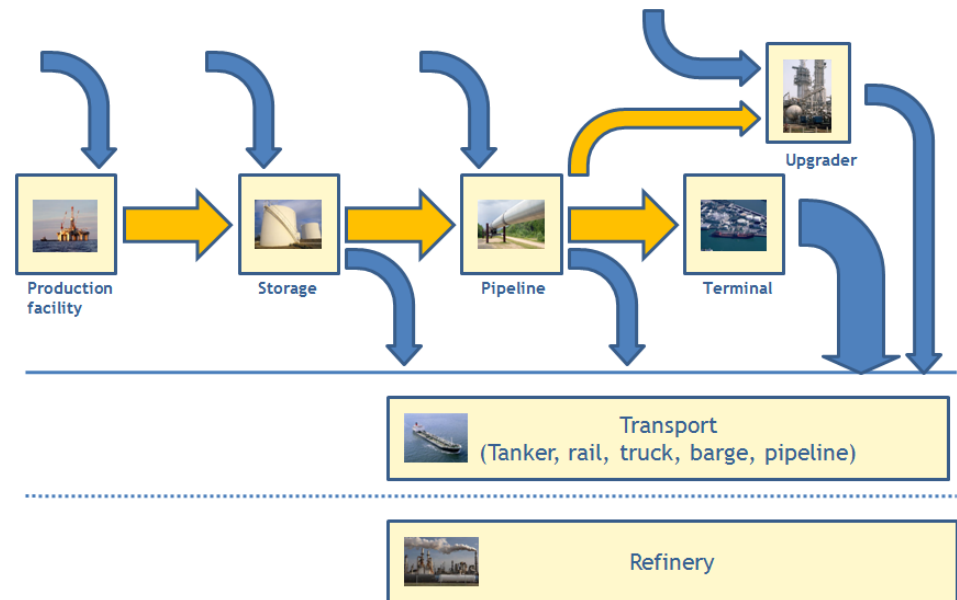 Upgrader
Production
facility
Storage
Pipeline
Terminal
Transport
(Tanker, rail, truck, barge, pipeline)
Refinery